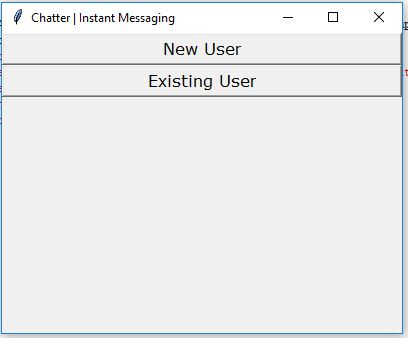 Chatter | Instant Messaging
New User
Existing User